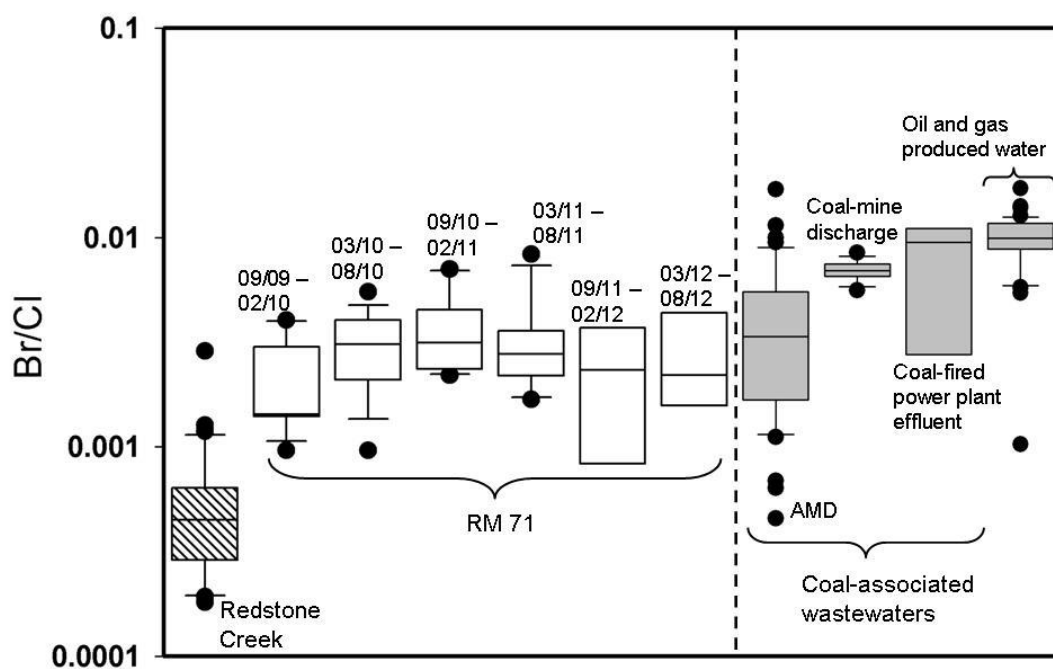 0.1
0.01
0.001
0.0001
Br/Cl
Redstone
Creek
09/09 –
02/10
03/10 –
08/10
09/10 –
02/11
03/11 –
08/11
09/11 –
02/12
03/12 –
08/12
RM 71
AMD
Coal-mine
discharge
Coal-fired
power plant
effluent
Coal-associated
wastewaters
Oil and gas
produced water